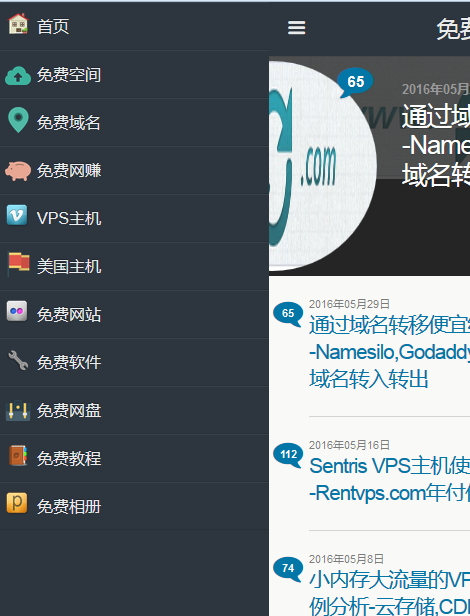 首页
免费空间
免费域名
免费网赚
VPS主机
美国主机
免费网站
免费软件
免费网盘
免费教程
免费相册
免费
65
2016年05月
通过域
-Name
域名转
.com
65
2016年05月29日
通过域名转移便宜
-Namesilo,Godaddy
域名转入转出
112
2016年05月16日
Sentris VPS主机使
-Rentvps.com年付
74
2016年05月8日
小内存大流量的VP
例分析-云存储,CD